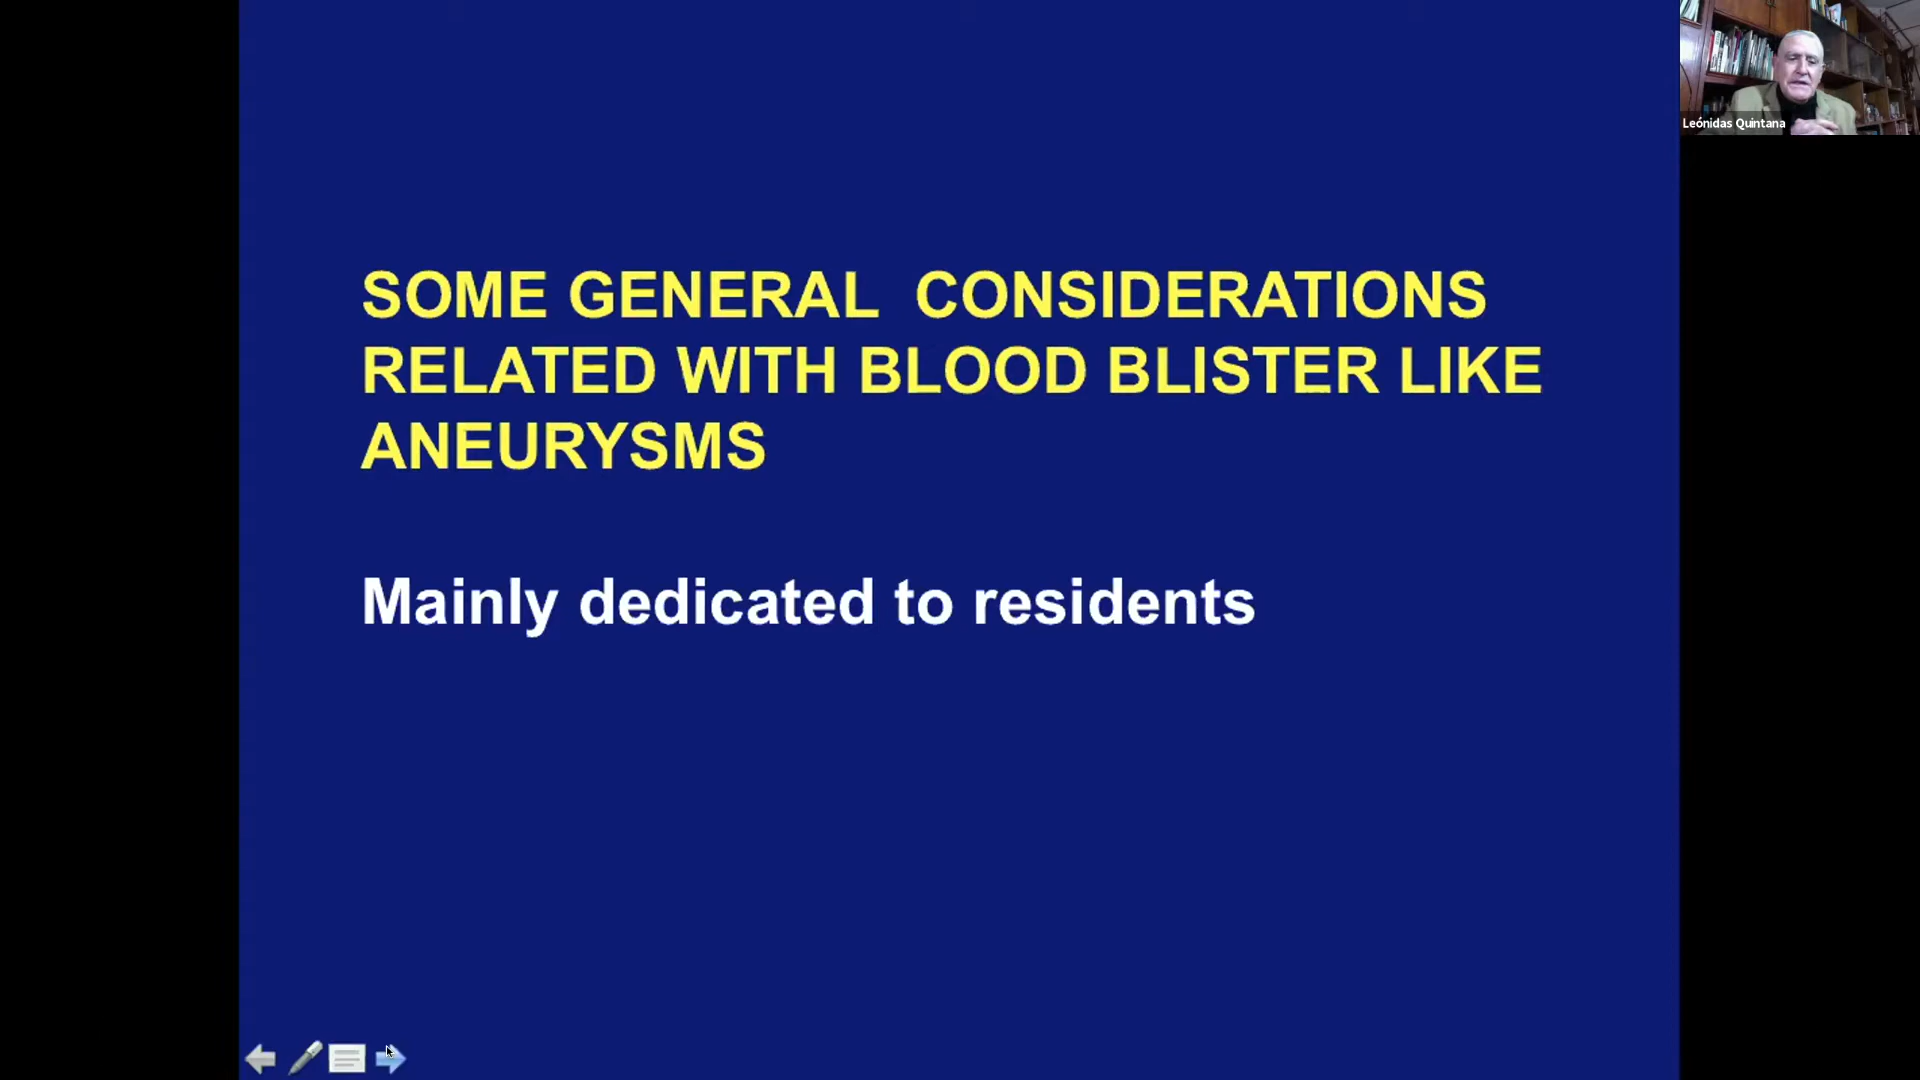 Leónidas Quintana
SOME GENERAL CONSIDERATIONS
RELATED WITH BLOOD BLISTER LIKE
ANEURYSMS
Mainly dedicated to residents